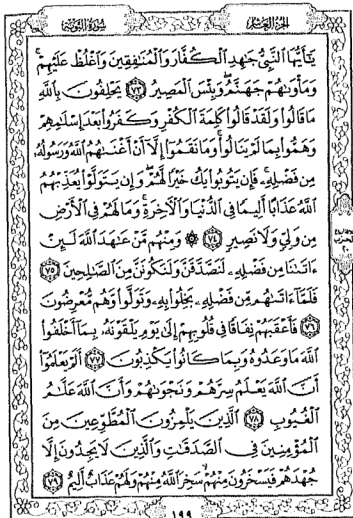 الجزء العاشر سورة التوبة
يَٰٓأَيُّهَا ٱلنَّبِىُّ جَٰهِدِ ٱلْكُفَّارَ وَٱلْمُنَٰفِقِينَ وَٱغْلُظْ عَلَيْهِمْ ۚ
وَمَأْوَىٰهُمْ جَهَنَّمُ ۖ وَبِئْسَ ٱلْمَصِيرُ ٧٣ يَحْلِفُونَ بِٱللَّهِ
مَا قَالُوا۟ وَلَقَدْ قَالُوا۟ كَلِمَةَ ٱلْكُفْرِ وَكَفَرُوا۟ بَعْدَ إِسْلَٰمِهِمْ
وَهَمُّوا۟ بِمَا لَمْ يَنَالُوا۟ ۚ وَمَا نَقَمُوٓا۟ إِلَّآ أَنْ أَغْنَىٰهُمُ ٱللَّهُ وَرَسُولُهُۥ
مِن فَضْلِهِۦ ۚ فَإِن يَتُوبُوا۟ يَكُ خَيْرًا لَّهُمْ ۖ وَإِن يَتَوَلَّوْا۟ يُعَذِّبْهُمُ
ٱللَّهُ عَذَابًا أَلِيمًا فِى ٱلدُّنْيَا وَٱلْءَاخِرَةِ ۚ وَمَا لَهُمْ فِى ٱلْأَرْضِ
مِن وَلِىٍّ وَلَا نَصِيرٍ ٧٤ ۞ وَمِنْهُم مَّنْ عَٰهَدَ ٱللَّهَ لَئِنْ
ءَاتَىٰنَا مِن فَضْلِهِۦ لَنَصَّدَّقَنَّ وَلَنَكُونَنَّ مِنَ ٱلصَّٰلِحِينَ ٧٥
فَلَمَّآ ءَاتَىٰهُم مِّن فَضْلِهِۦ بَخِلُوا۟ بِهِۦ وَتَوَلَّوا۟ وَّهُم مُّعْرِضُونَ
٧٦ فَأَعْقَبَهُمْ نِفَاقًا فِى قُلُوبِهِمْ إِلَىٰ يَوْمِ يَلْقَوْنَهُۥ بِمَآ أَخْلَفُوا۟
ٱللَّهَ مَا وَعَدُوهُ وَبِمَا كَانُوا۟ يَكْذِبُونَ ٧٧ أَلَمْ يَعْلَمُوٓا۟
أَنَّ ٱللَّهَ يَعْلَمُ سِرَّهُمْ وَنَجْوَىٰهُمْ وَأَنَّ ٱللَّهَ عَلَّٰمُ
ٱلْغُيُوبِ ٧٨ ٱلَّذِينَ يَلْمِزُونَ ٱلْمُطَّوِّعِينَ مِنَ
ٱلْمُؤْمِنِينَ فِى ٱلصَّدَقَٰتِ وَٱلَّذِينَ لَا يَجِدُونَ إِلَّا
جُهْدَهُمْ فَيَسْخَرُونَ مِنْهُمْ ۙ سَخِرَ ٱللَّهُ مِنْهُمْ وَلَهُمْ عَذَابٌ أَلِيمٌ ٧٩
١٩٩